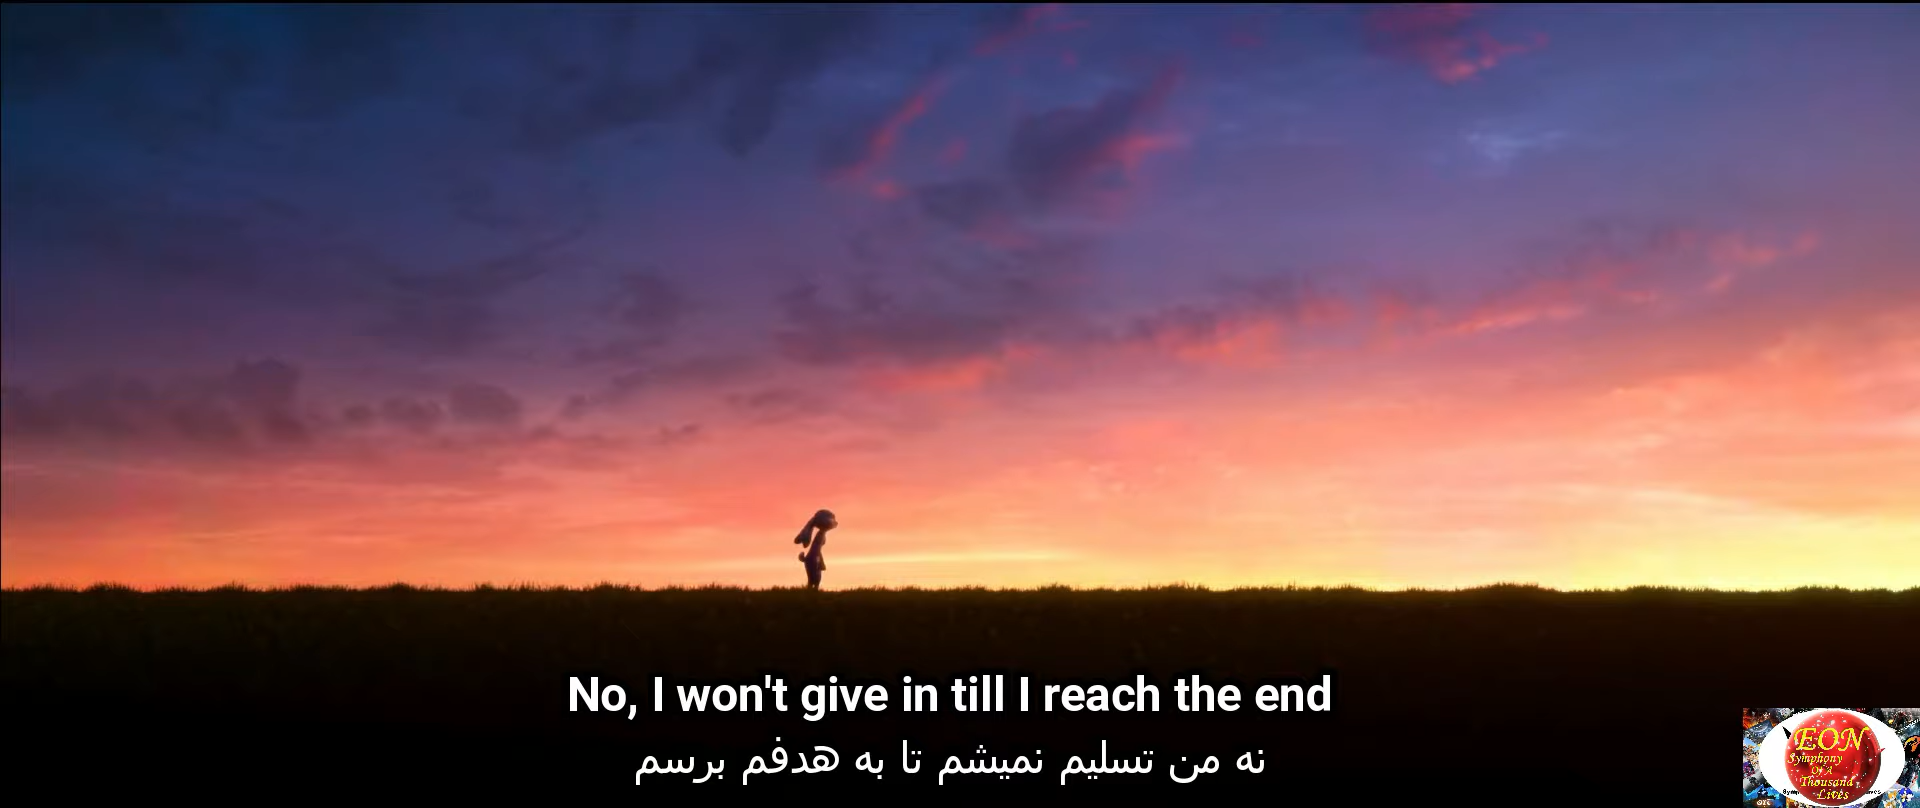 No, I won't give in till I reach the end
نه من تسلیم نمیشم تا به هدفم برسم
EON
Symphony
Of A
Thousand
Lives